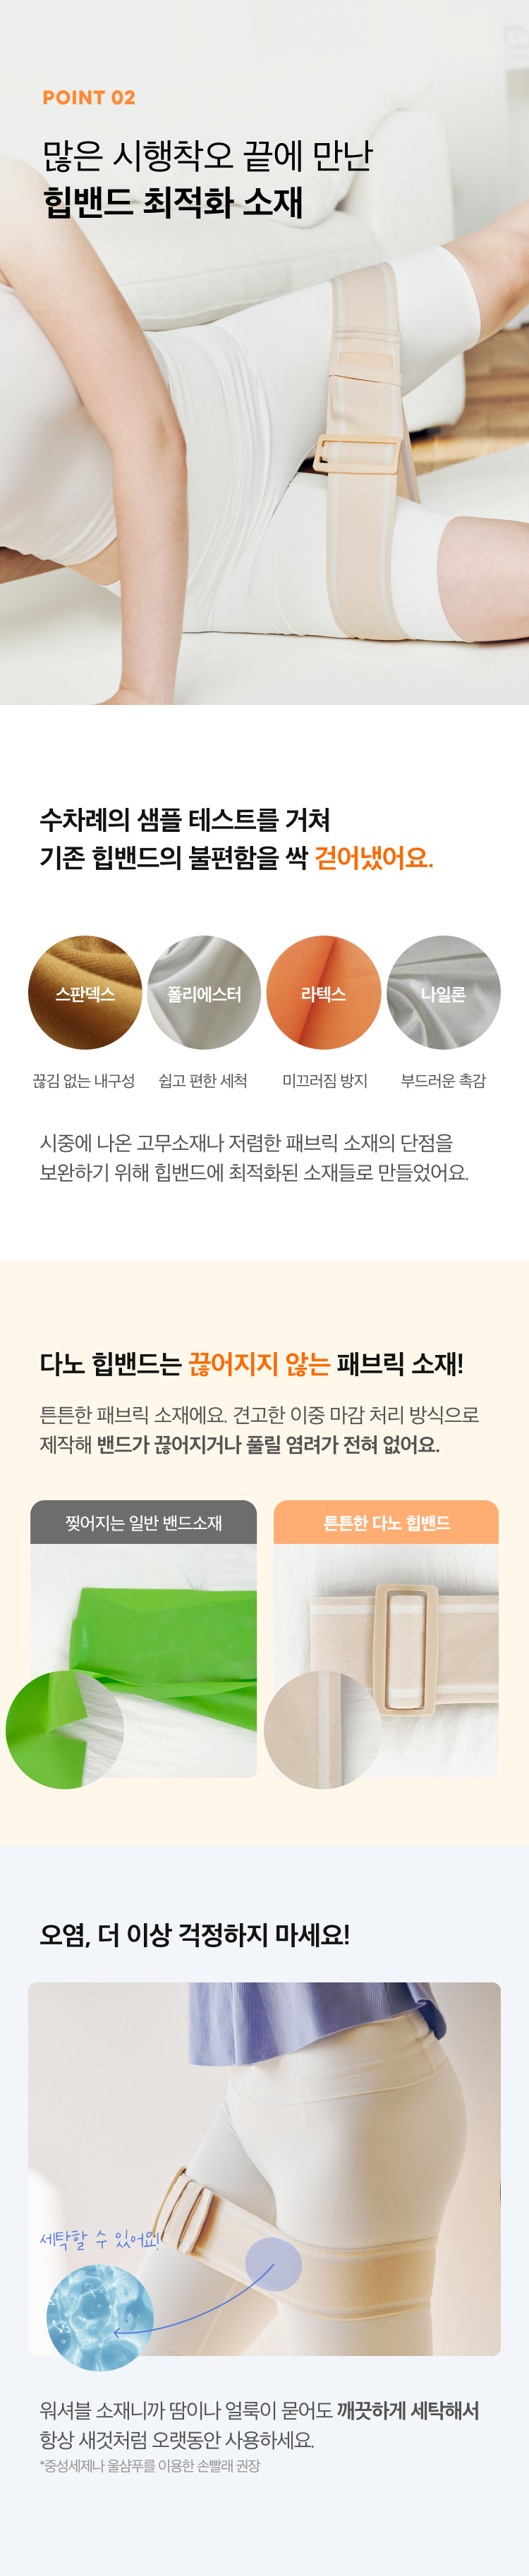 POINT 02
많은 시행착오 끝에 만난
힙밴드 최적화 소재
수차례의 샘플 테스트를 거쳐
기존 힙밴드의 불편함을 싹 걷어냈어요.
스판덱스 폴리에스터 라텍스 나일론
끊김 없는 내구성 쉽고 편한 세척 미끄러짐 방지 부드러운 촉감
시중에 나온 고무소재나 저렴한 패브릭 소재의 단점을
보완하기 위해 힙밴드에 최적화된 소재들로 만들었어요.
다노 힙밴드는 끊어지지 않는 패브릭 소재!
튼튼한 패브릭 소재에요. 견고한 이중 마감 처리 방식으로
제작해 밴드가 끊어지거나 풀릴 염려가 전혀 없어요.
찢어지는 일반 밴드소재 튼튼한 다노 힙밴드
오염, 더 이상 걱정하지 마세요!
세탁할 수 있어요!
워셔블 소재니까 땀이나 얼룩이 묻어도 깨끗하게 세탁해서
항상 새것처럼 오랫동안 사용하세요.
*중성세제나 울샴푸를 이용한 손빨래 권장